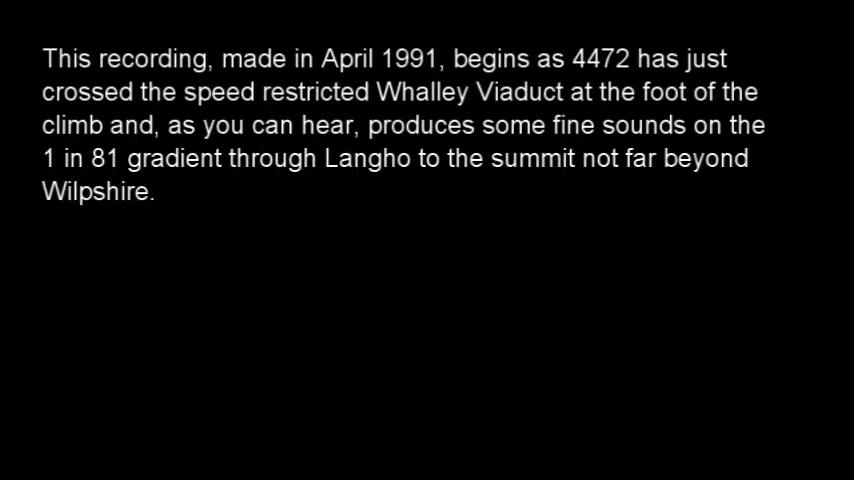 This recording, made in April 1991, begins as 4472 has just
crossed the speed restricted Whalley Viaduct at the foot of the
climb and, as you can hear, produces some fine sounds on the
1 in 81 gradient through Langho to the summit not far beyond
Wilpshire.